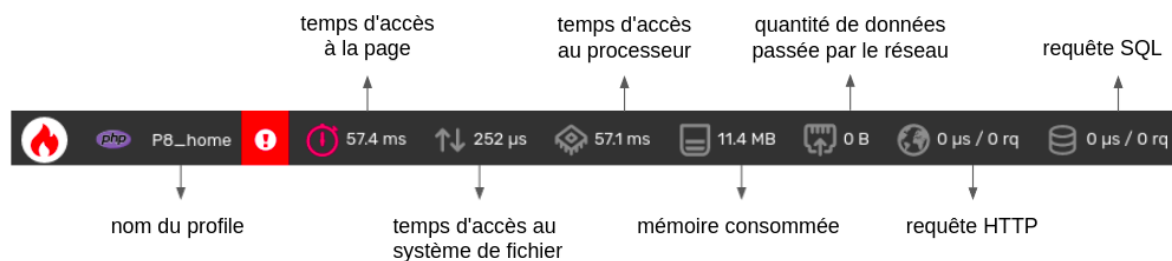 temps d'accès
à la page
temps d'accès
au processeur
quantité de données
passée par le réseau
requête SQL
php P8_home 57.4 ms 252 µs 57.1 ms 11.4 MB 0 B 0 µs / 0 rq 0 µs / 0 rq
nom du profile
temps d'accès au
système de fichier
mémoire consommée
requête HTTP